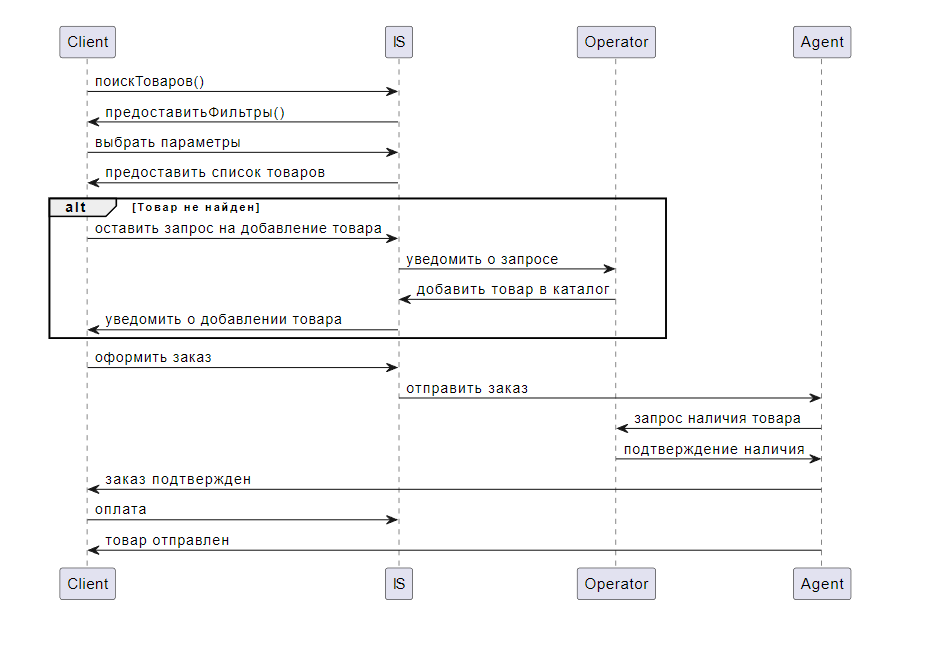 Client IS Operator Agent
поискТоваров()
предоставитьФильтры()
выбрать параметры
предоставить список товаров
alt [Товар не найден]
оставить запрос на добавление товара
уведомить о запросе
добавить товар в каталог
уведомить о добавлении товара
оформить заказ
отправить заказ
запрос наличия товара
подтверждение наличия
заказ подтвержден
оплата
товар отправлен
Client IS Operator Agent